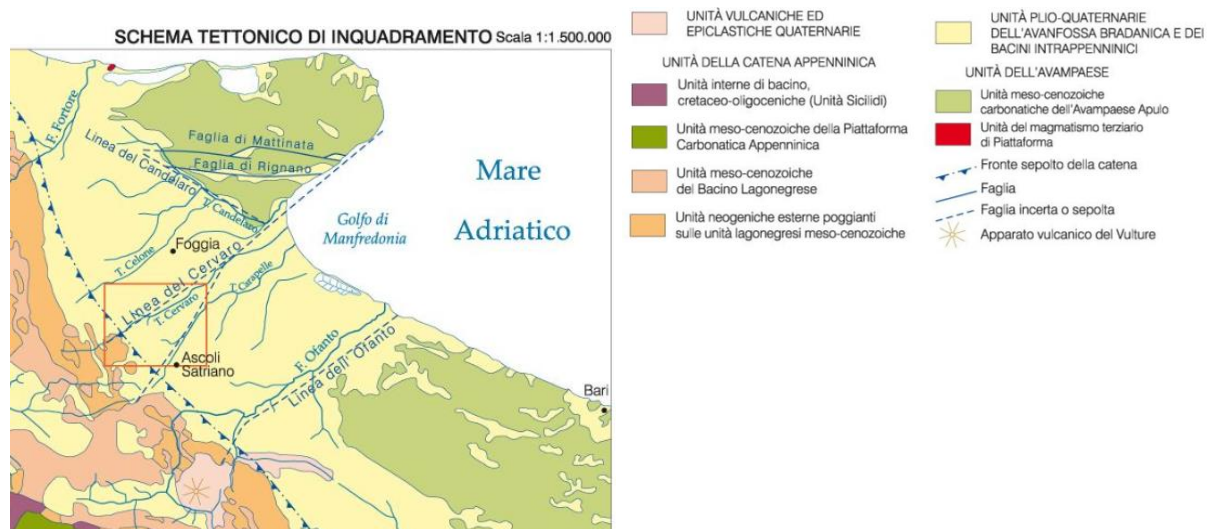 SCHEMA TETTONICO DI INQUADRAMENTO Scala 1:1.500.000
F. Fortore
Linea del Candelaro
Faglia di Mattinata
Faglia di Rignano
T. Candelaro
Mare
Adriatico
Golfo di
Manfredonia
Foggia
T. Celone
Linea del Cervaro
T. Cervaro
T. Carapelle
Ascoli
Satriano
F. Ofanto
Linea dell'Ofanto
Bari
UNITÀ VULCANICHE ED
EPICLASTICHE QUATERNARIE
UNITÀ DELLA CATENA APPENNINICA
Unità interne di bacino,
cretaceo-oligoceniche (Unità Sicilidi)
Unità meso-cenozoiche della Piattaforma
Carbonatica Appenninica
Unità meso-cenozoiche
del Bacino Lagonegrese
Unità neogeniche esterne poggianti
sulle unità lagonegresi meso-cenozoiche
UNITÀ PLIO-QUATERNARIE
DELL'AVANFOSSA BRADANICA E DEI
BACINI INTRAPPENNINICI
UNITÀ DELL'AVAMPAESE
Unità meso-cenozoiche
carbonatiche dell'Avampaese Apulo
Unità del magmatismo terziario
di Piattaforma
Fronte sepolto della catena
Faglia
Faglia incerta o sepolta
Apparato vulcanico del Vulture